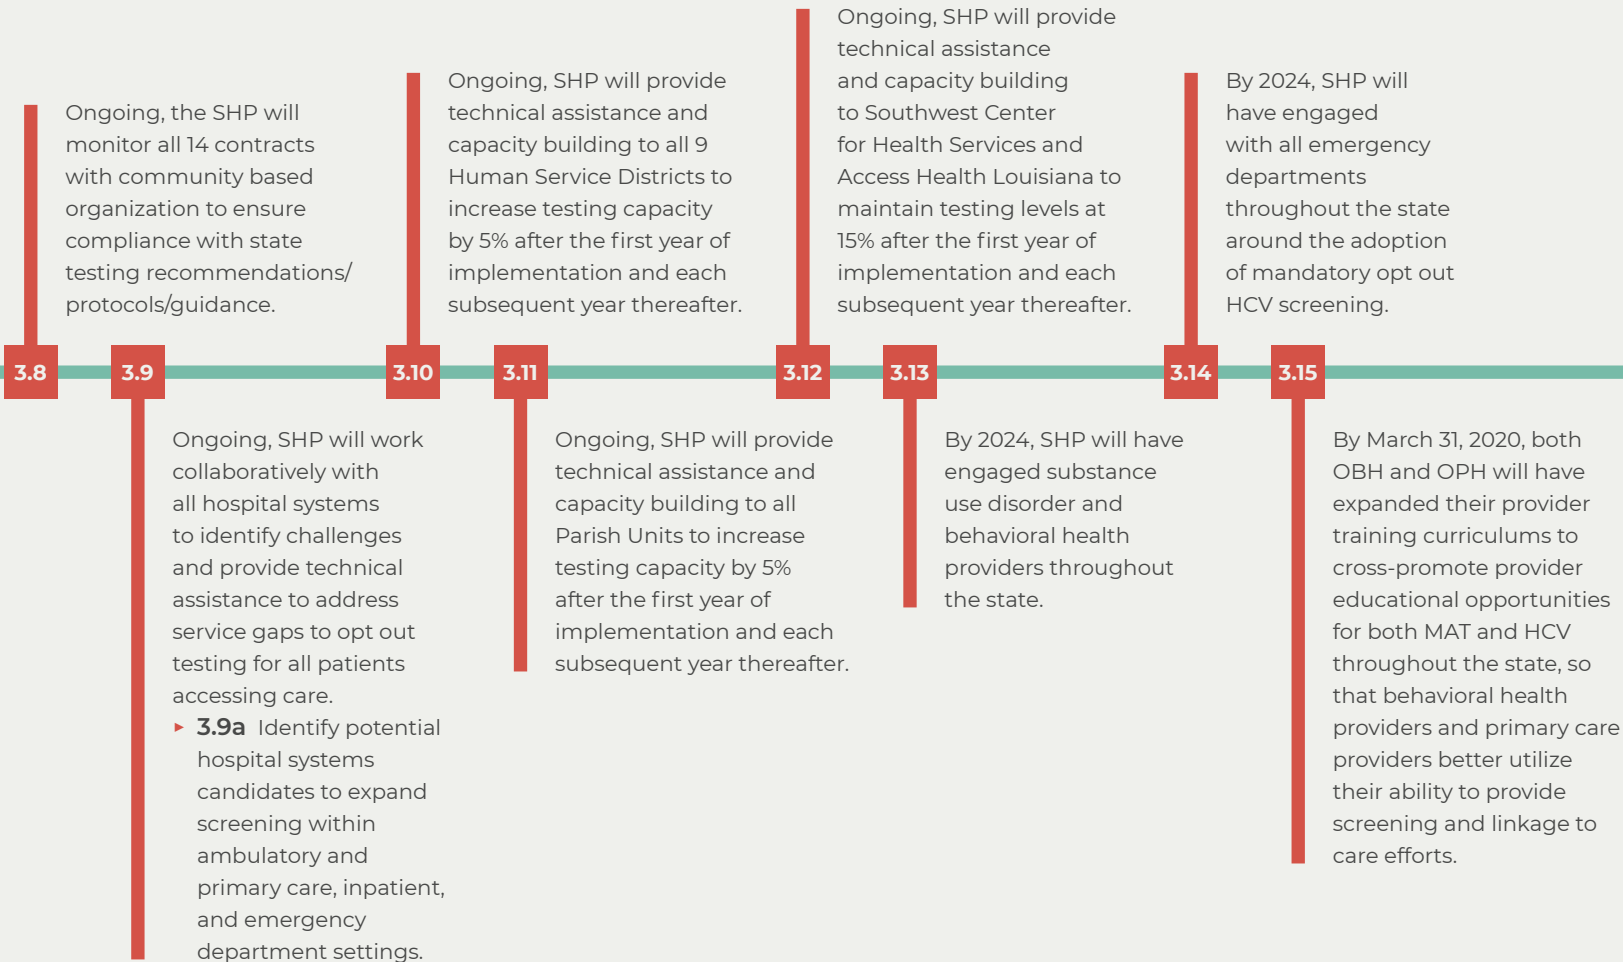 Ongoing, the SHP will
monitor all 14 contracts
with community based
organization to ensure
compliance with state
testing recommendations/
protocols/guidance.
3.8
3.9
Ongoing, SHP will work
collaboratively with
all hospital systems
to identify challenges
and provide technical
assistance to address
service gaps to opt out
testing for all patients
accessing care.
▸ 3.9a Identify potential
hospital systems
candidates to expand
screening within
ambulatory and
primary care, inpatient,
and emergency
department settings.
Ongoing, SHP will provide
technical assistance and
capacity building to all 9
Human Service Districts to
increase testing capacity
by 5% after the first year of
implementation and each
subsequent year thereafter.
3.10
3.11
Ongoing, SHP will provide
technical assistance and
capacity building to all
Parish Units to increase
testing capacity by 5%
after the first year of
implementation and each
subsequent year thereafter.
Ongoing, SHP will provide
technical assistance
and capacity building
to Southwest Center
for Health Services and
Access Health Louisiana to
maintain testing levels at
15% after the first year of
implementation and each
subsequent year thereafter.
3.12
3.13
By 2024, SHP will have
engaged substance
use disorder and
behavioral health
providers throughout
the state.
By 2024, SHP will
have engaged
with all emergency
departments
throughout the state
around the adoption
of mandatory opt out
HCV screening.
3.14
3.15
By March 31, 2020, both
OBH and OPH will have
expanded their provider
training curriculums to
cross-promote provider
educational opportunities
for both MAT and HCV
throughout the state, so
that behavioral health
providers and primary care
providers better utilize
their ability to provide
screening and linkage to
care efforts.